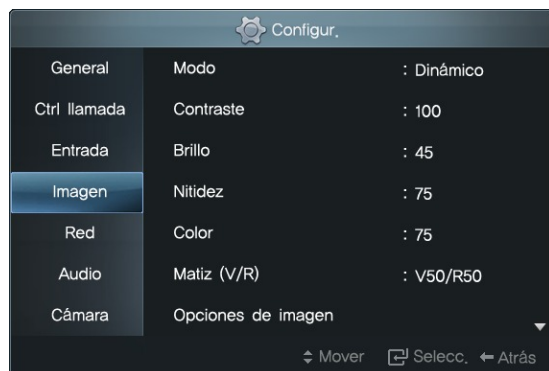 Configur.
General
Modo : Dinámico
Ctrl llamada
Contraste : 100
Entrada
Brillo : 45
Imagen
Nitidez : 75
Red
Color : 75
Audio
Matiz (V/R) : V50/R50
Cámara
Opciones de imagen
Mover Selecc. Atrás